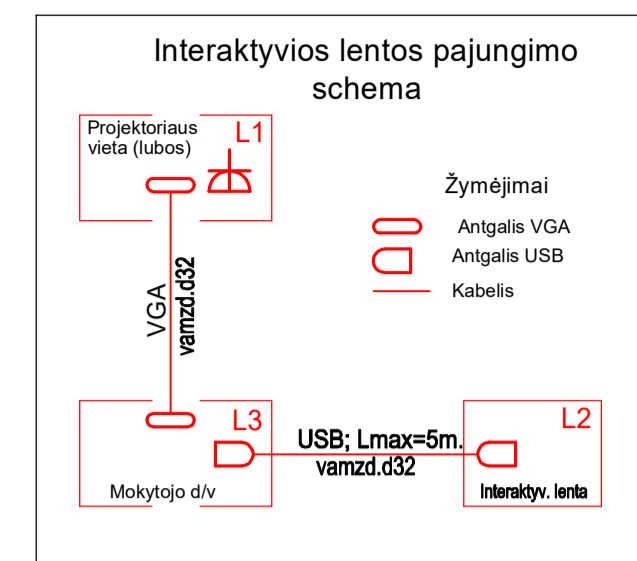 Interaktyvios lentos pajungimo
schema
Projektoriaus
vieta (lubos)
L1
Žymėjimai
Antgalis VGA
Antgalis USB
Kabelis
VGA
vamzd.d32
L3
Mokytojo d/v
USB; Lmax=5m.
vamzd.d32
L2
Interaktyv. lenta